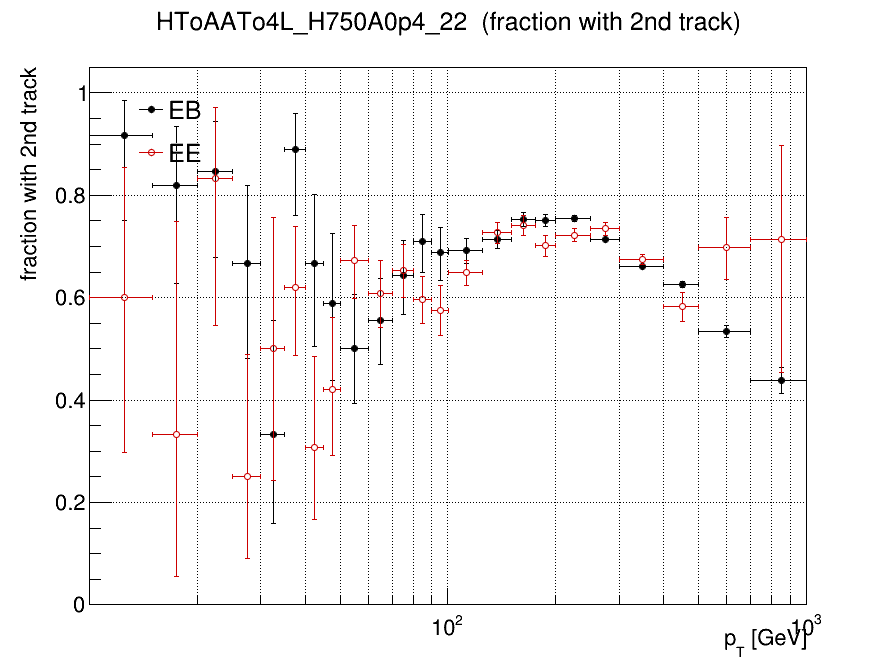 HToAATo4L_H750A0p4_22 (fraction with 2nd track)
fraction with 2nd track
1
0.8
0.6
0.4
0.2
0
EB
EE
10²
10³
p_T [GeV]